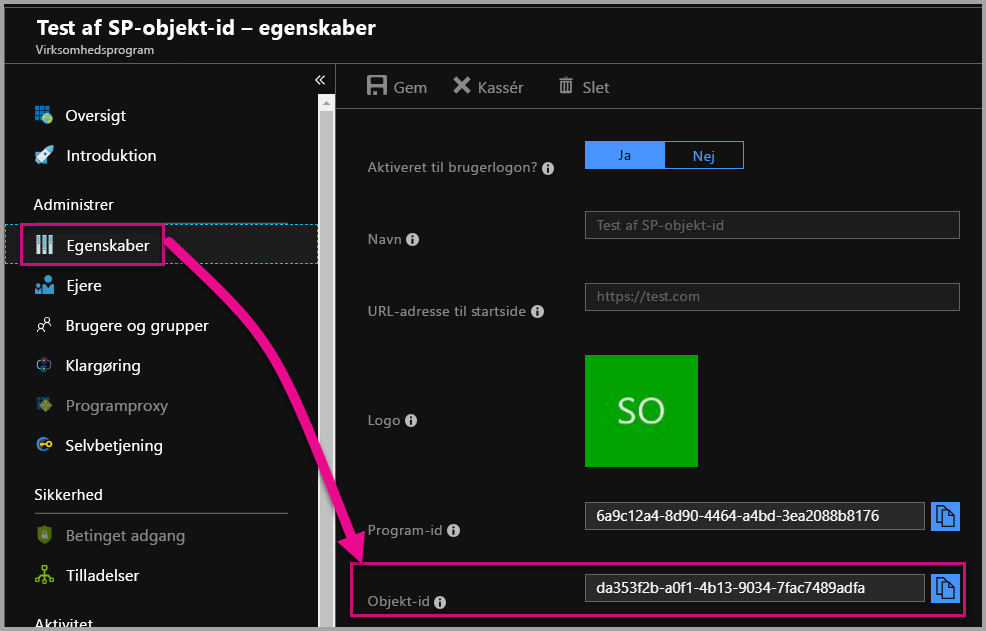 Test af SP-objekt-id – egenskaber
Virksomhedsprogram
«
Oversigt
Introduktion
Administrer
Egenskaber
Ejere
Brugere og grupper
Klargøring
Programproxy
Selvbetjening
Sikkerhed
Betinget adgang
Tilladelser
Aktivitet
Gem Kassér Slet
Aktiveret til brugerlogon? Ja Nej
Navn Test af SP-objekt-id
URL-adresse til startside https://test.com
Logo SO
Program-id 6a9c12a4-8d90-4464-a4bd-3ea2088b8176
Objekt-id da353f2b-a0f1-4b13-9034-7fac7489adfa